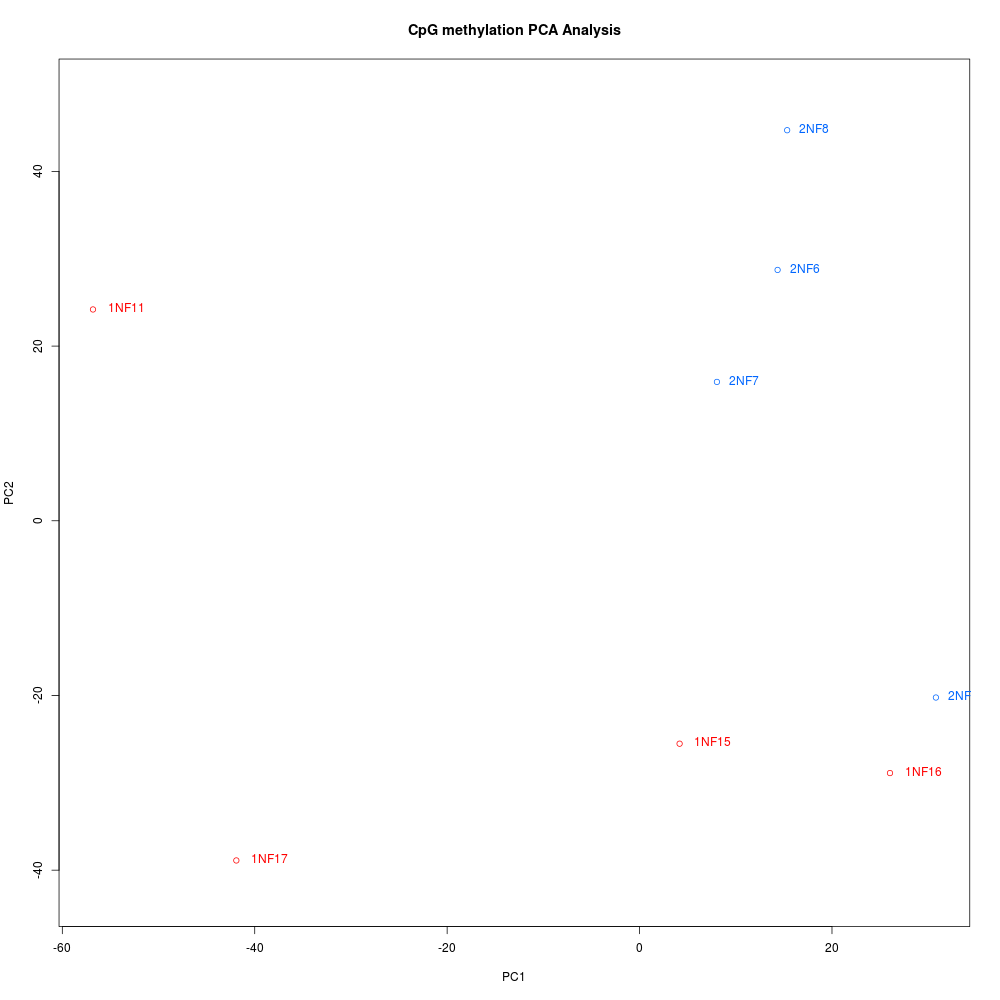 CpG methylation PCA Analysis
2NF8
40
2NF6
1NF11
20
2NF7
PC2
0
-20
2NF
1NF15
1NF16
1NF17
-40
-60
-40
-20
0
20
PC1